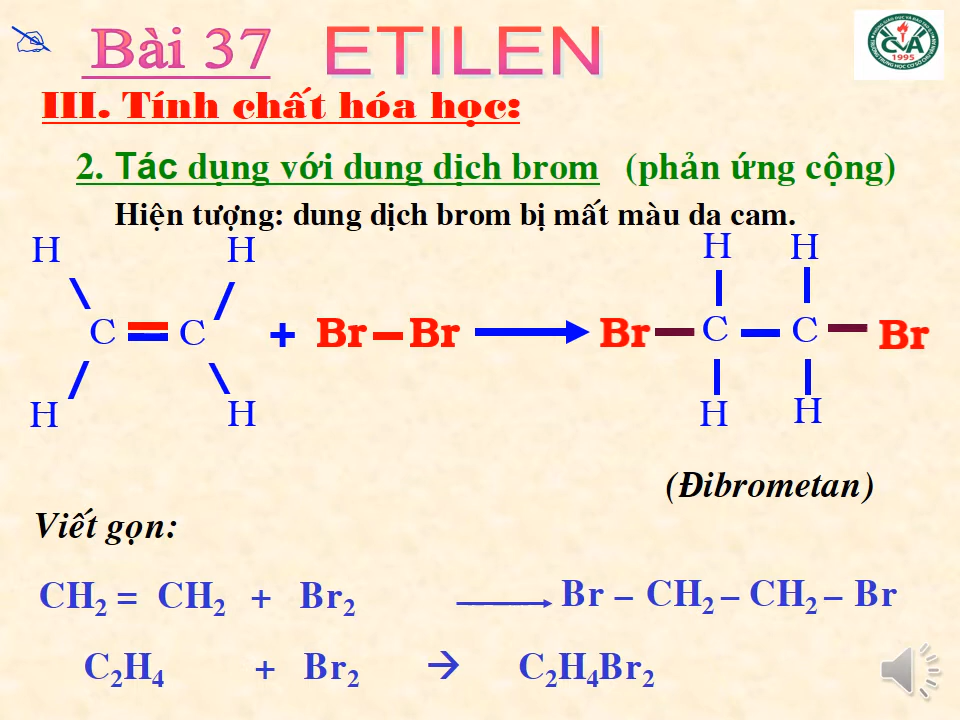 Bài 37 ETILEN
CVA
1995
III. Tính chất hóa học:
2. Tác dụng với dung dịch brom (phản ứng cộng)
Hiện tượng: dung dịch brom bị mất màu da cam.
H H H H
C = C + Br – Br → Br – C – C – Br
H H H H
(Đibrometan)
Viết gọn:
CH₂ = CH₂ + Br₂ → Br – CH₂ – CH₂ – Br
C₂H₄ + Br₂ → C₂H₄Br₂